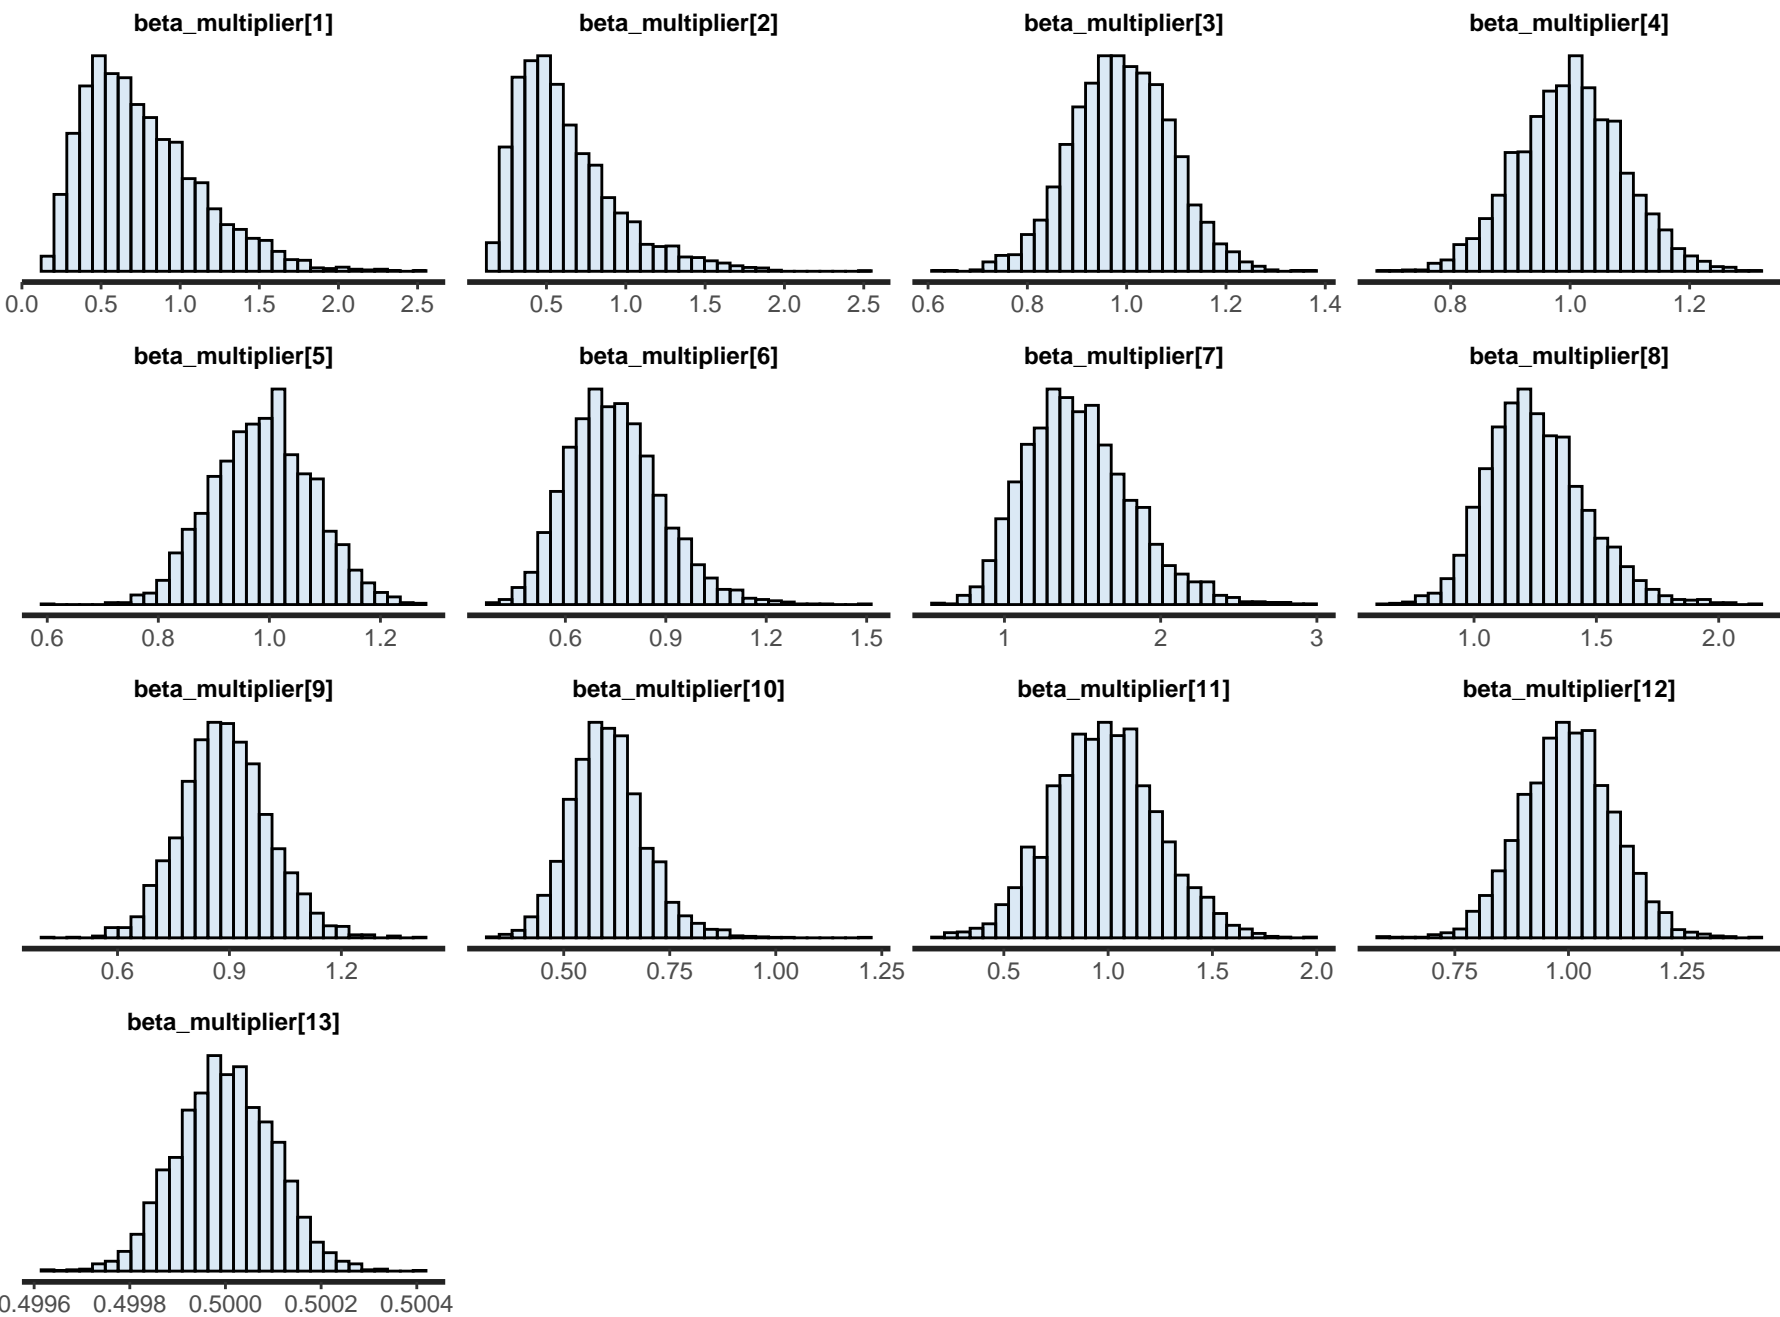 beta_multiplier[1] beta_multiplier[2] beta_multiplier[3] beta_multiplier[4]
0.0 0.5 1.0 1.5 2.0 2.5 0.5 1.0 1.5 2.0 2.5 0.6 0.8 1.0 1.2 1.4 0.8 1.0 1.2
beta_multiplier[5] beta_multiplier[6] beta_multiplier[7] beta_multiplier[8]
0.6 0.8 1.0 1.2 0.6 0.9 1.2 1.5 1 2 3 1.0 1.5 2.0
beta_multiplier[9] beta_multiplier[10] beta_multiplier[11] beta_multiplier[12]
0.6 0.9 1.2 0.50 0.75 1.00 1.25 0.5 1.0 1.5 2.0 0.75 1.00 1.25
beta_multiplier[13]
0.4996 0.4998 0.5000 0.5002 0.5004